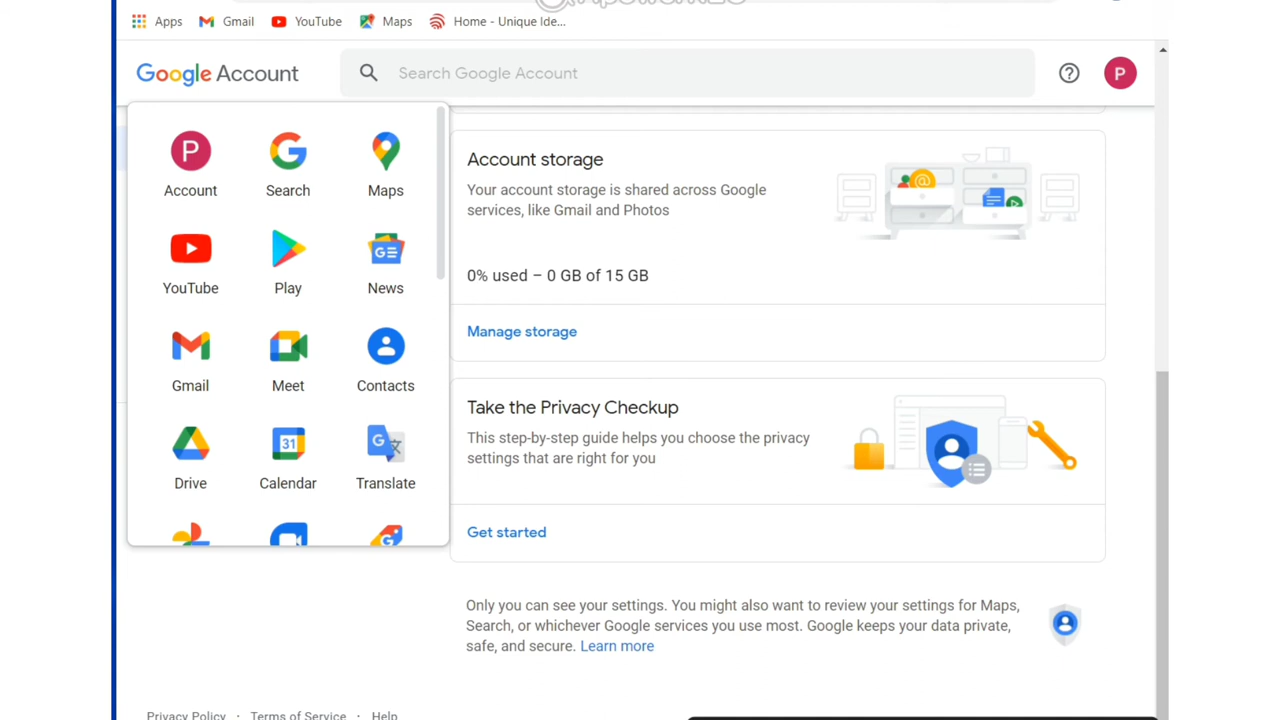 Apps Gmail YouTube Maps Home - Unique Ide...
Google Account
Search Google Account
P
P
Account Search Maps
YouTube Play News
Gmail Meet Contacts
31
Drive Calendar Translate
Account storage
Your account storage is shared across Google
services, like Gmail and Photos
0% used – 0 GB of 15 GB
Manage storage
Take the Privacy Checkup
This step-by-step guide helps you choose the privacy
settings that are right for you
Get started
Only you can see your settings. You might also want to review your settings for Maps,
Search, or whichever Google services you use most. Google keeps your data private,
safe, and secure. Learn more
Privacy Policy · Terms of Service · Help